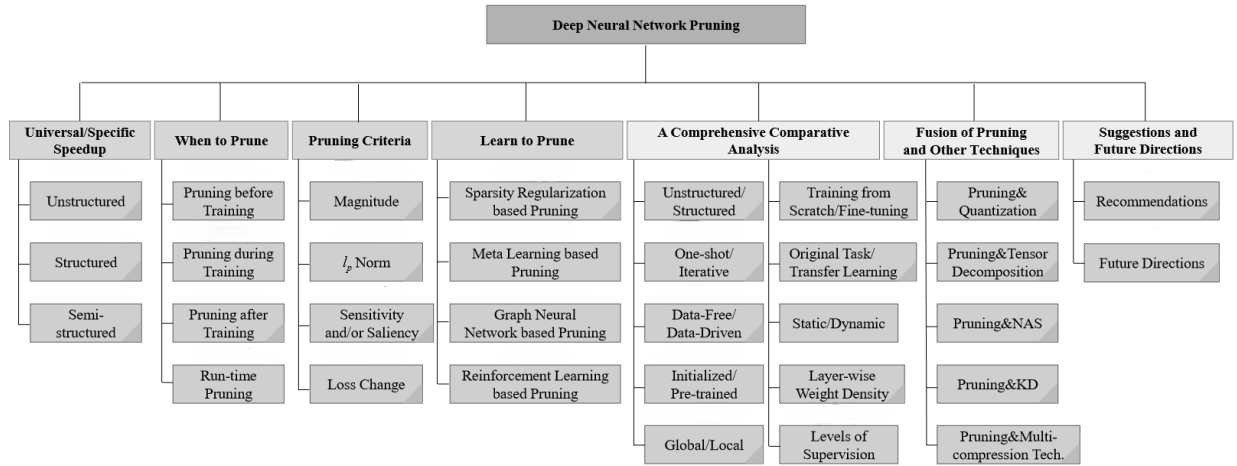 Deep Neural Network Pruning
Universal/Specific
Speedup
Unstructured
Structured
Semi-
structured
When to Prune
Pruning before
Training
Pruning during
Training
Pruning after
Training
Run-time
Pruning
Pruning Criteria
Magnitude
lp Norm
Sensitivity
and/or Saliency
Loss Change
Learn to Prune
Sparsity Regularization
based Pruning
Meta Learning based
Pruning
Graph Neural
Network based Pruning
Reinforcement Learning
based Pruning
A Comprehensive Comparative
Analysis
Unstructured/
Structured
One-shot/
Iterative
Data-Free/
Data-Driven
Initialized/
Pre-trained
Global/Local
Training from
Scratch/Fine-tuning
Original Task/
Transfer Learning
Static/Dynamic
Layer-wise
Weight Density
Levels of
Supervision
Fusion of Pruning
and Other Techniques
Pruning&
Quantization
Pruning&Tensor
Decomposition
Pruning&NAS
Pruning&KD
Pruning&Multi-
compression Tech.
Suggestions and
Future Directions
Recommendations
Future Directions